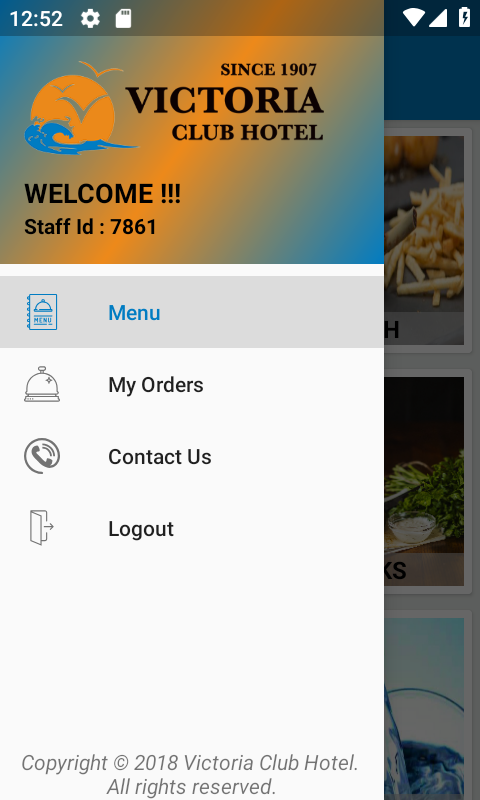 12:52
SINCE 1907
VICTORIA
CLUB HOTEL
WELCOME !!!
Staff Id : 7861
MENU
Menu
My Orders
Contact Us
Logout
H
KS
Copyright © 2018 Victoria Club Hotel.
All rights reserved.